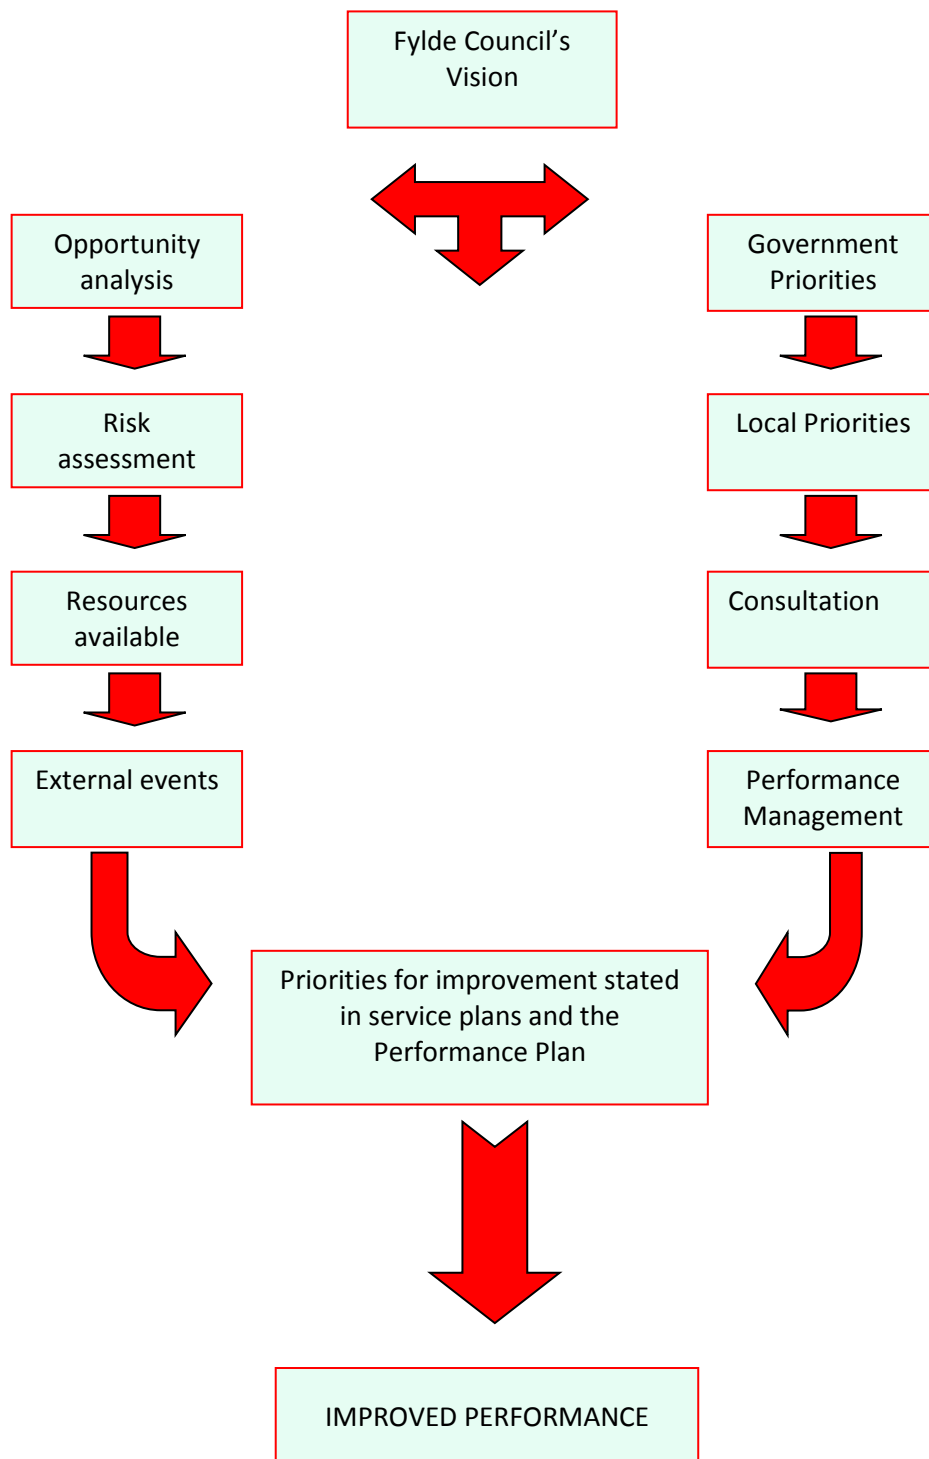 Fylde Council’s
Vision
Opportunity
analysis
Government
Priorities
Risk
assessment
Local Priorities
Resources
available
Consultation
External events
Performance
Management
Priorities for improvement stated
in service plans and the
Performance Plan
IMPROVED PERFORMANCE